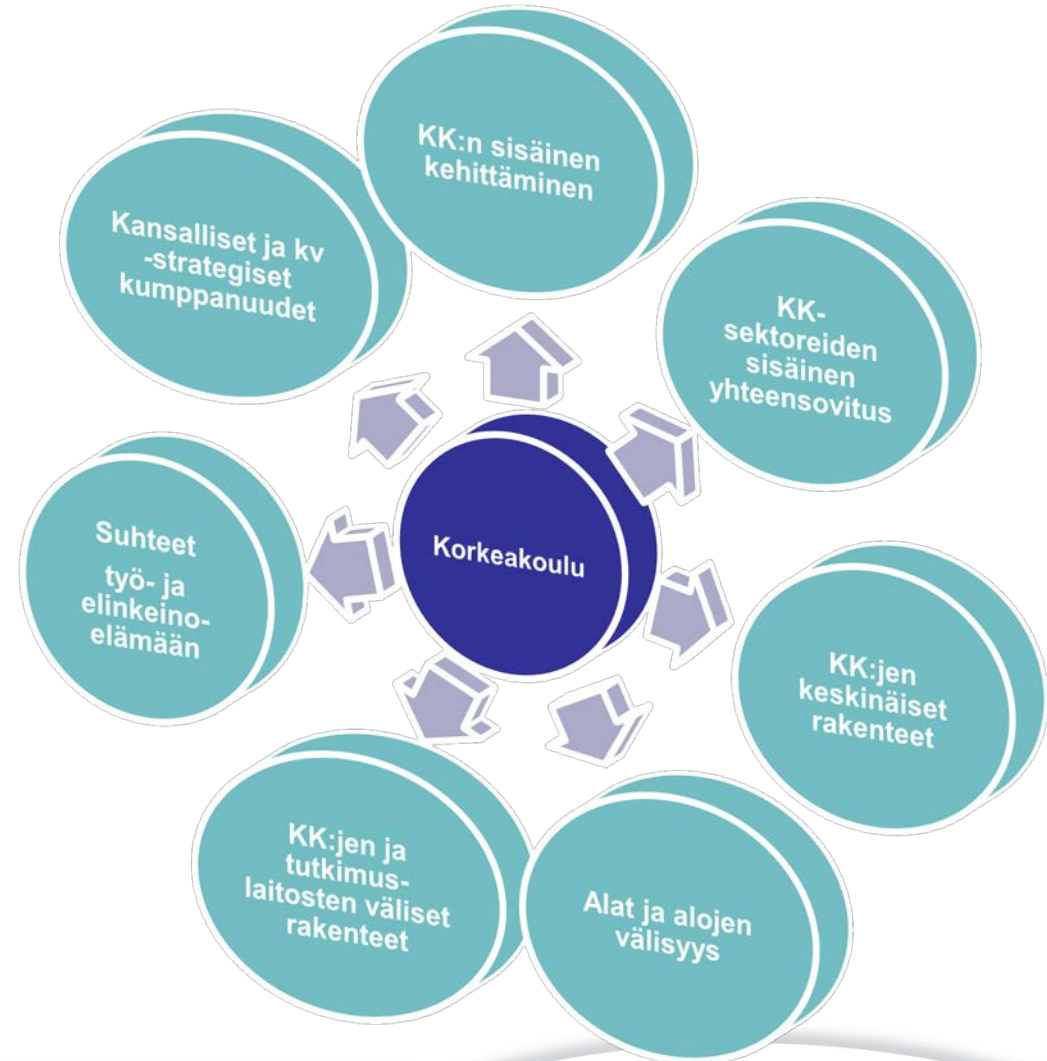 KK:n sisäinen
kehittäminen
Kansalliset ja kv
-strategiset
kumppanuudet
KK-
sektoreiden
sisäinen
yhteensovitus
Korkeakoulu
Suhteet
työ- ja
elinkeino-
elämään
KK:jen
keskinäiset
rakenteet
KK:jen ja
tutkimus-
laitosten väliset
rakenteet
Alat ja alojen
välisyys